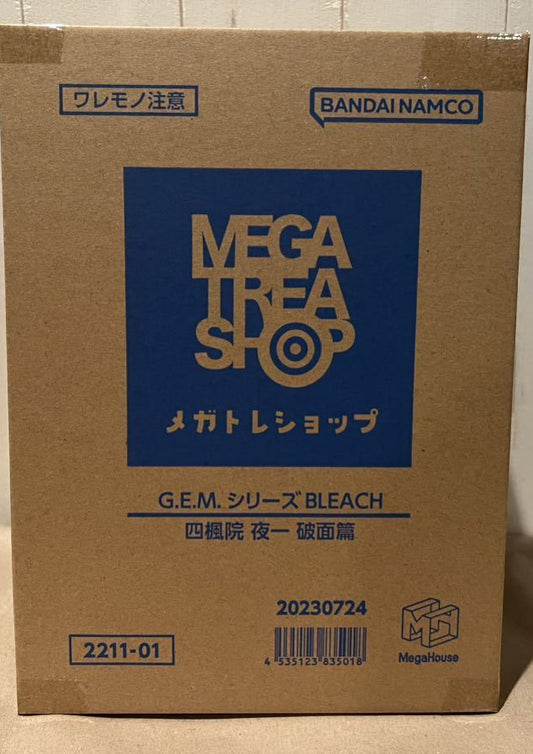 ワレモノ注意
BANDAI NAMCO
MEGA
TREA
SHOP
メガトレショップ
G.E.M. シリーズ BLEACH
四楓院 夜一 破面篇
20230724
2211-01
4 535123 835018
MegaHouse